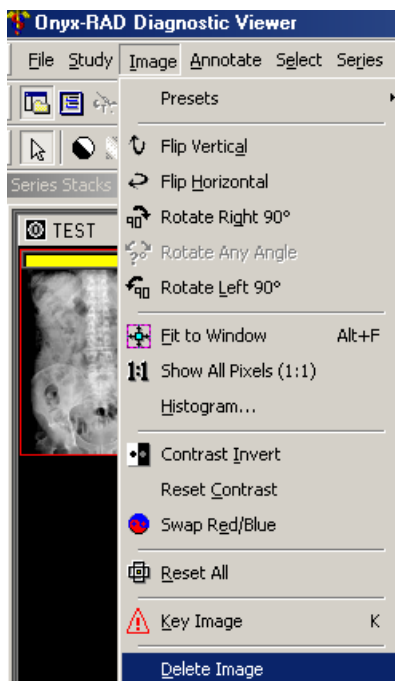 Onyx-RAD Diagnostic Viewer
File Study Image Annotate Select Series
Presets
Flip Vertical
Series Stacks
Flip Horizontal
TEST
Rotate Right 90°
Rotate Any Angle
Rotate Left 90°
Fit to Window Alt+F
1:1 Show All Pixels (1:1)
Histogram...
Contrast Invert
Reset Contrast
Swap Red/Blue
Reset All
Key Image K
Delete Image